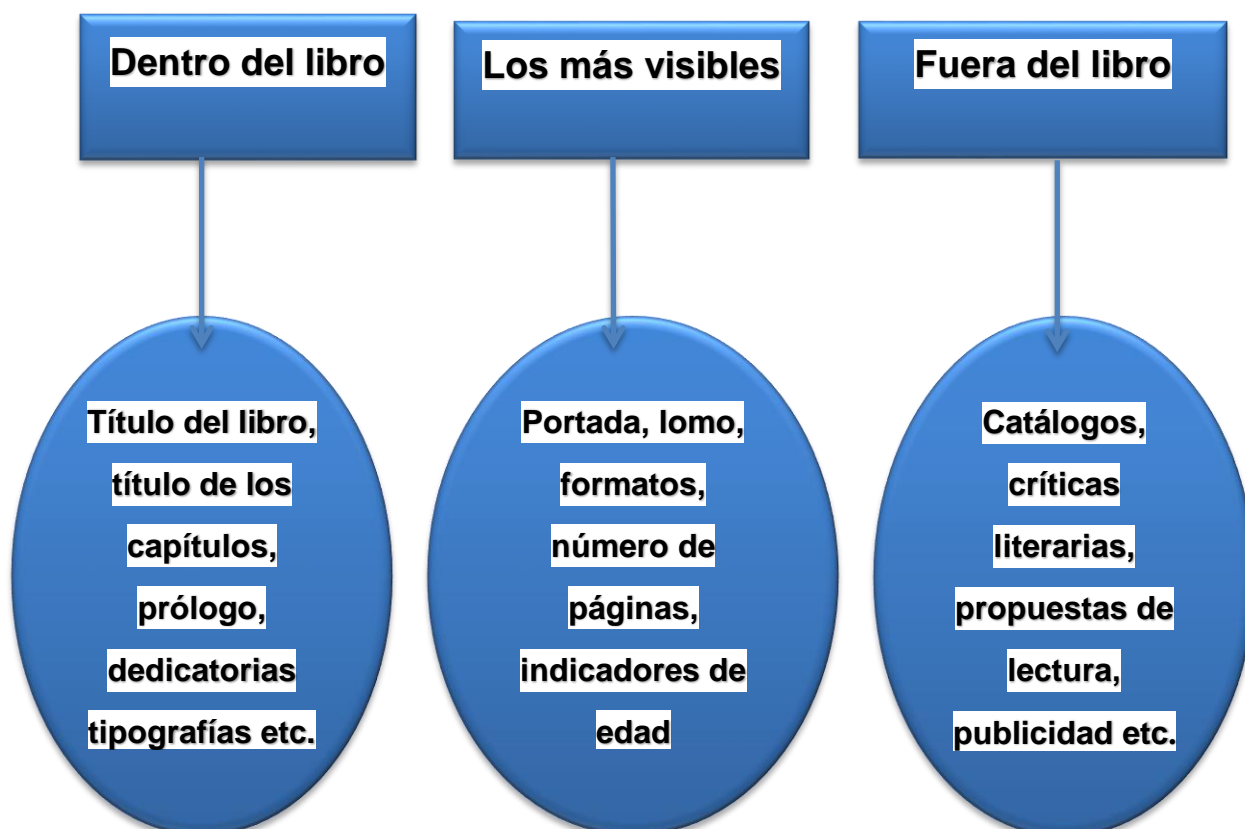 Dentro del libro
Los más visibles
Fuera del libro
Título del libro,
título de los
capítulos,
prólogo,
dedicatorias
tipografías etc.
Portada, lomo,
formatos,
número de
páginas,
indicadores de
edad
Catálogos,
críticas
literarias,
propuestas de
lectura,
publicidad etc.